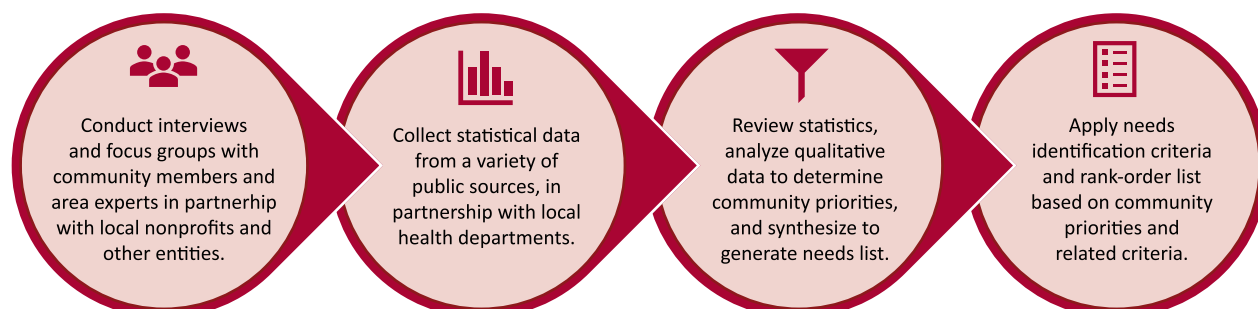 Conduct interviews
and focus groups with
community members and
area experts in partnerhip
with local nonprofits and
other entities.
Collect statistical data
from a variety of
public sources, in
partnership with local
health departments.
Review statistics,
analyze qualitative
data to determine
community priorities,
and synthesize to
generate needs list.
Apply needs
identification criteria
and rank-order list
based on community
priorities and
related criteria.